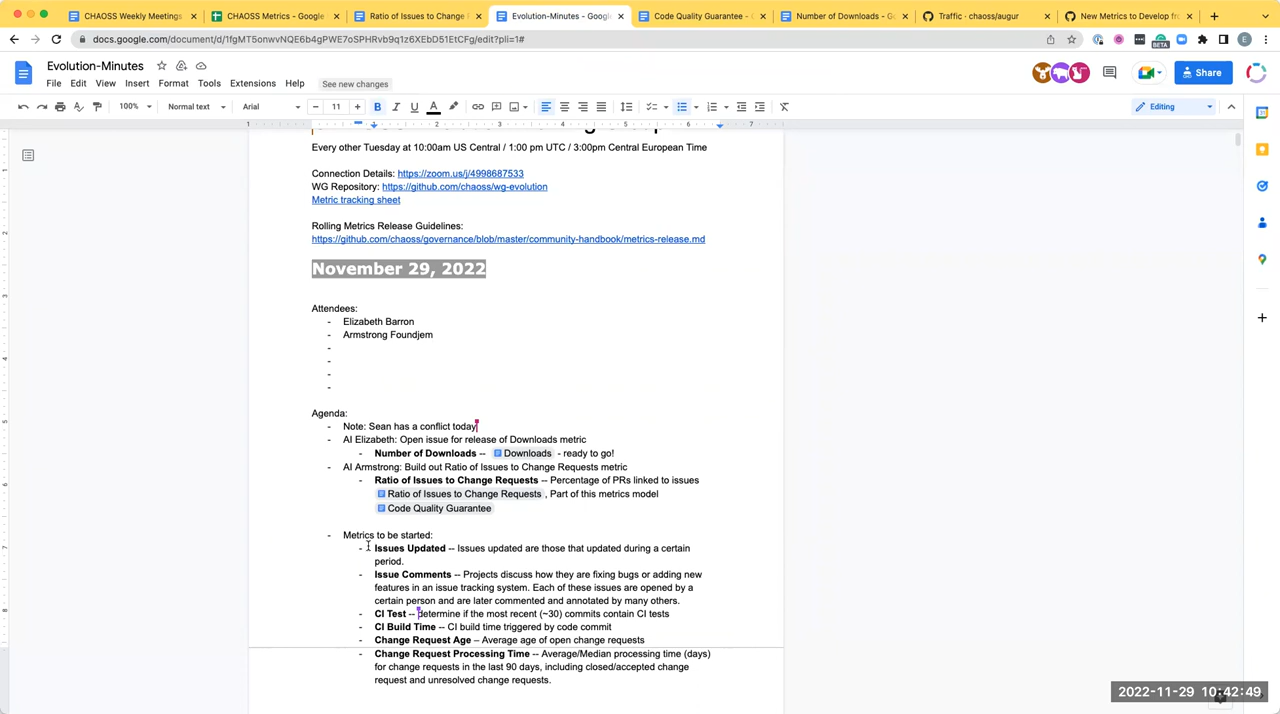 CHAOSS Weekly Meetings
CHAOSS Metrics - Google
Ratio of Issues to Change
Evolution-Minutes - Google
Code Quality Guarantee -
Number of Downloads - G
Traffic · chaoss/augur
New Metrics to Develop fr
docs.google.com/document/d/1fgMT5onwvNQE6b4gPWE7oSPHRvb9q1z6XEbD51EtCFg/edit?pli=1#
BETA
E
Evolution-Minutes
File Edit View Insert Format Tools Extensions Help See new changes
Share
100% Normal text Arial 11 Editing
Every other Tuesday at 10:00am US Central / 1:00 pm UTC / 3:00pm Central European Time
Connection Details: https://zoom.us/j/4998687533
WG Repository: https://github.com/chaoss/wg-evolution
Metric tracking sheet
Rolling Metrics Release Guidelines:
https://github.com/chaoss/governance/blob/master/community-handbook/metrics-release.md
November 29, 2022
Attendees:
- Elizabeth Barron
- Armstrong Foundjem
-
-
-
-
Agenda:
- Note: Sean has a conflict today
- AI Elizabeth: Open issue for release of Downloads metric
- Number of Downloads -- Downloads - ready to go!
- AI Armstrong: Build out Ratio of Issues to Change Requests metric
- Ratio of Issues to Change Requests -- Percentage of PRs linked to issues
Ratio of Issues to Change Requests , Part of this metrics model
Code Quality Guarantee
- Metrics to be started:
- Issues Updated -- Issues updated are those that updated during a certain
period.
- Issue Comments -- Projects discuss how they are fixing bugs or adding new
features in an issue tracking system. Each of these issues are opened by a
certain person and are later commented and annotated by many others.
- CI Test -- determine if the most recent (~30) commits contain CI tests
- CI Build Time -- CI build time triggered by code commit
- Change Request Age – Average age of open change requests
- Change Request Processing Time -- Average/Median processing time (days)
for change requests in the last 90 days, including closed/accepted change
request and unresolved change requests.
2022-11-29 10:42:49